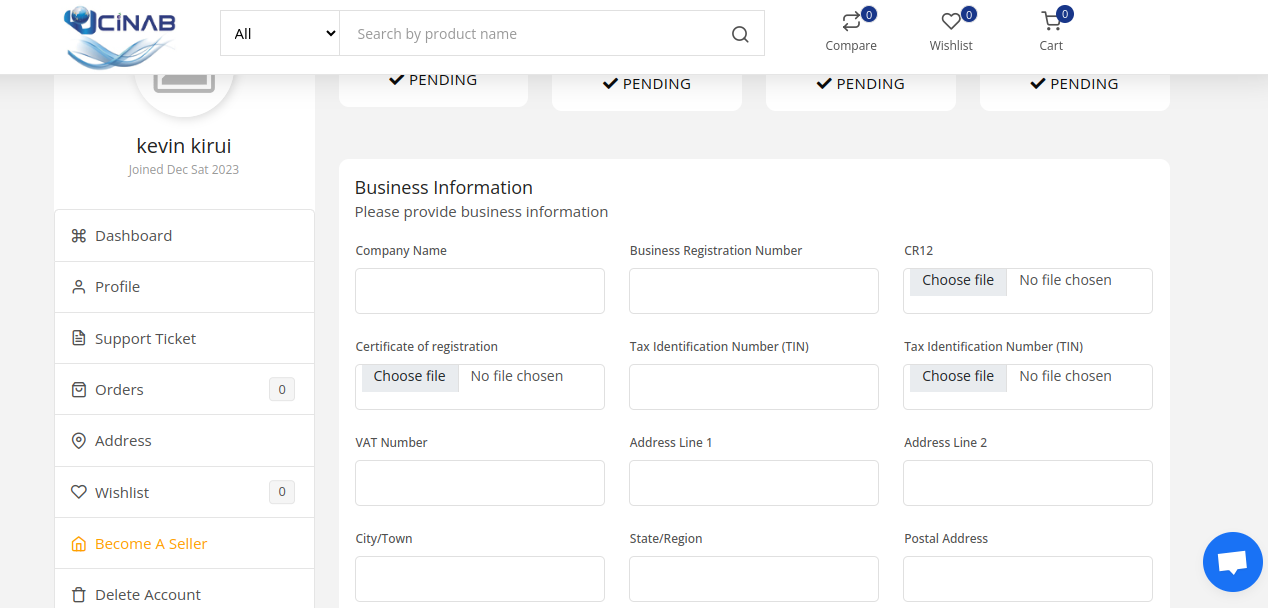 CİNAB
All
Search by product name
0
Compare
0
Wishlist
0
Cart
PENDING
PENDING
PENDING
PENDING
kevin kirui
Joined Dec Sat 2023
Dashboard
Profile
Support Ticket
Orders 0
Address
Wishlist 0
Become A Seller
Delete Account
Business Information
Please provide business information
Company Name
Business Registration Number
CR12
Choose file No file chosen
Certificate of registration
Choose file No file chosen
Tax Identification Number (TIN)
Tax Identification Number (TIN)
Choose file No file chosen
VAT Number
Address Line 1
Address Line 2
City/Town
State/Region
Postal Address